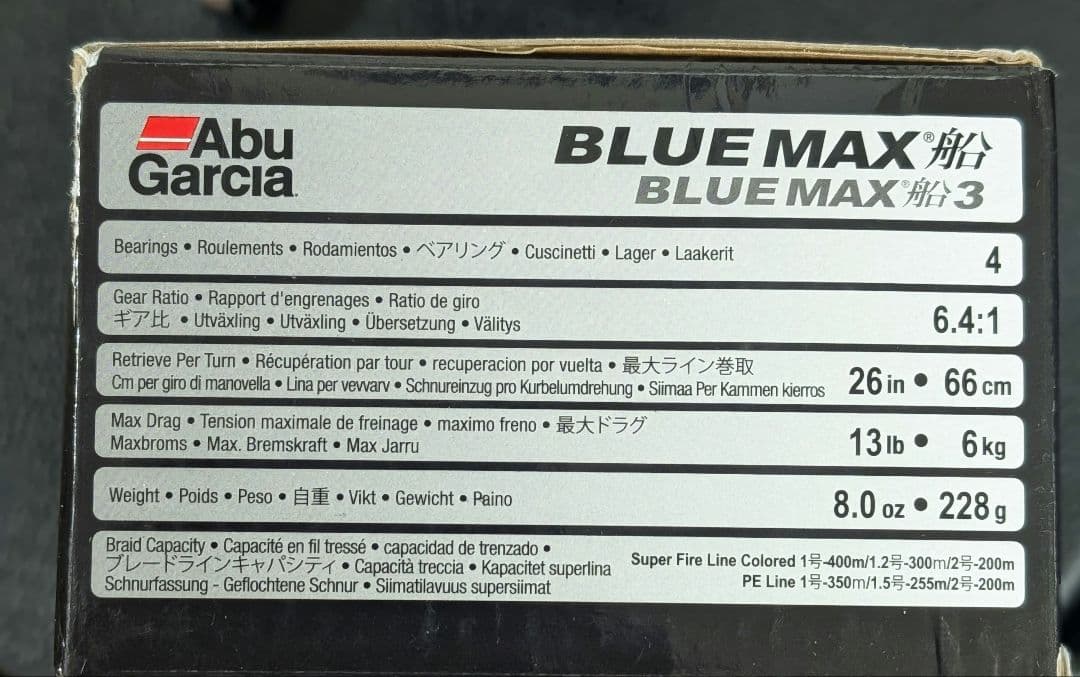 Abu
Garcia
BLUE MAX®船
BLUE MAX®船3
Bearings • Roulements • Rodamientos • ベアリング • Cuscinetti • Lager • Laakerit
4
Gear Ratio • Rapport d'engrenages • Ratio de giro
ギア比 • Utväxling • Utväxling • Übersetzung • Välitys
6.4:1
Retrieve Per Turn • Récupération par tour • recuperacion por vuelta • 最大ライン巻取
Cm per giro di manovella • Lina per vevvarv • Schnureinzug pro Kurbelumdrehung • Siimaa Per Kammen kierros
26 in • 66 cm
Max Drag • Tension maximale de freinage • maximo freno • 最大ドラグ
Maxbroms • Max. Bremskraft • Max Jarru
13 lb • 6 kg
Weight • Poids • Peso • 自重 • Vikt • Gewicht • Paino
8.0 oz • 228 g
Braid Capacity • Capacité en fil tressé • capacidad de trenzado •
ブレードラインキャパシティ • Capacità treccia • Kapacitet superlina
Schnurfassung - Geflochtene Schnur • Siimatilavuus supersiimat
Super Fire Line Colored 1号-400m/1.2号-300m/2号-200m
PE Line 1号-350m/1.5号-255m/2号-200m